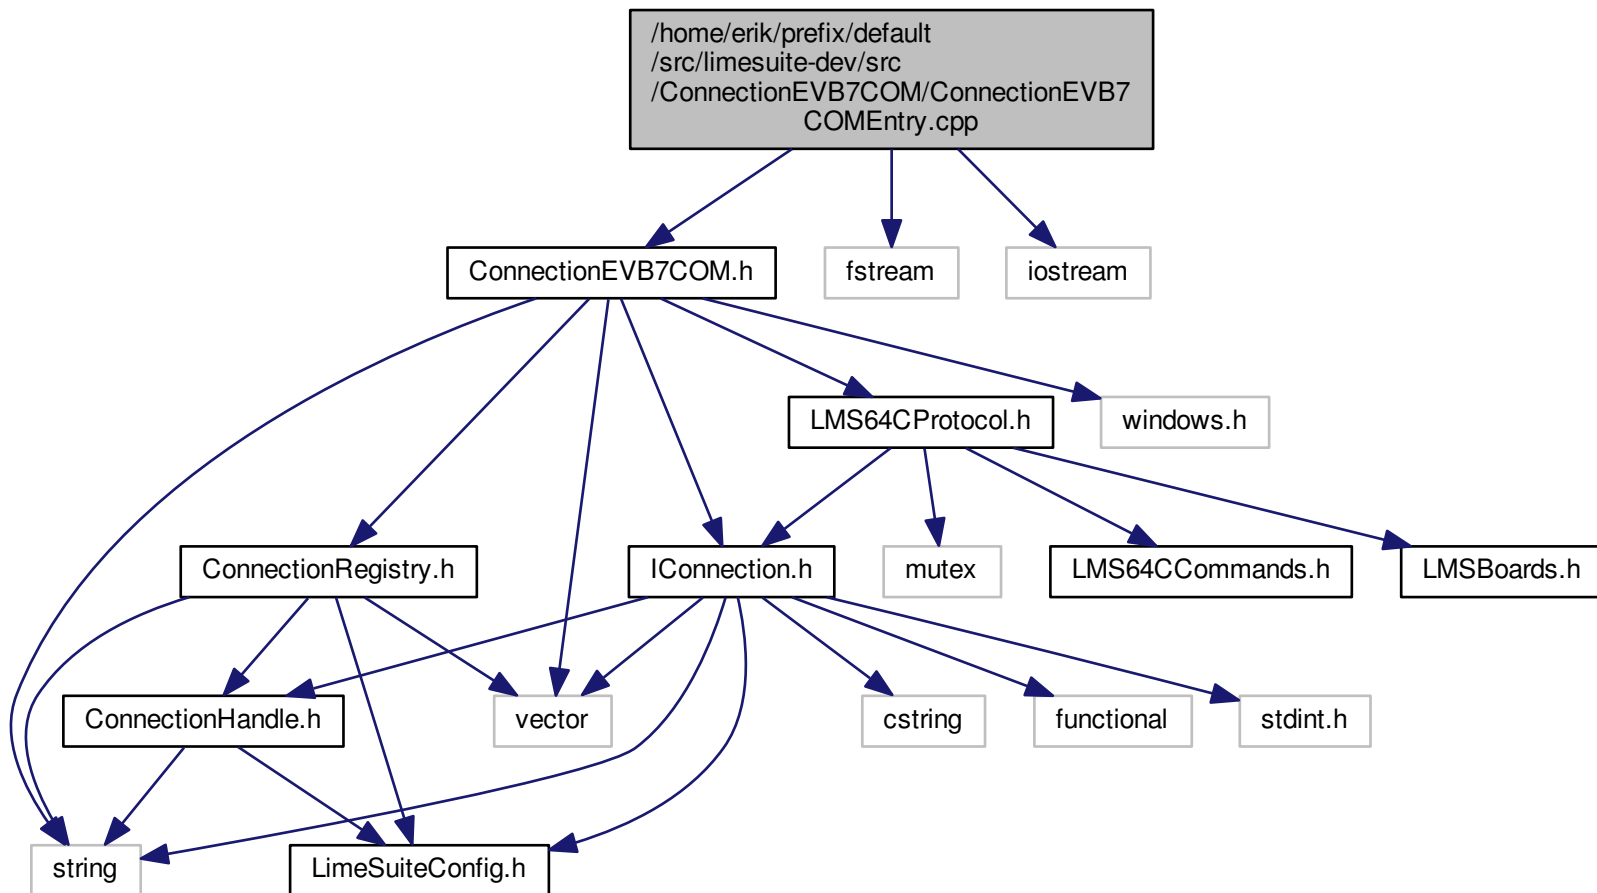 /home/erik/prefix/default
/src/limesuite-dev/src
/ConnectionEVB7COM/ConnectionEVB7
COMEntry.cpp
ConnectionEVB7COM.h
fstream
iostream
LMS64CProtocol.h
windows.h
ConnectionRegistry.h
IConnection.h
mutex
LMS64CCommands.h
LMSBoards.h
ConnectionHandle.h
vector
cstring
functional
stdint.h
string
LimeSuiteConfig.h